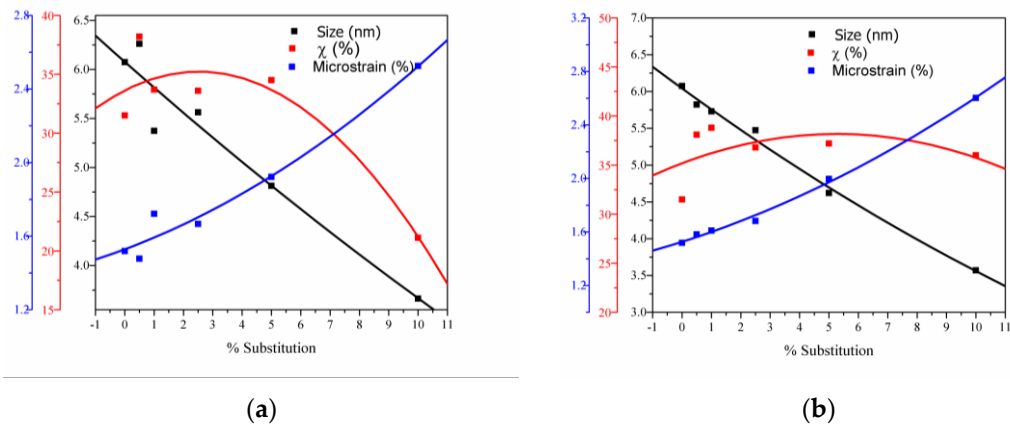 2.8 40 6.5
Size (nm)
χ (%)
Microstrain (%)
35 6.0
2.4
5.5
30
2.0 5.0
25
4.5
1.6
20
4.0
1.2 15
-1 0 1 2 3 4 5 6 7 8 9 10 11
% Substitution
(a)
3.2 50 7.0
Size (nm)
χ (%)
Microstrain (%)
6.5
2.8 45
6.0
2.4 40 5.5
5.0
35
2.0 4.5
30
1.6 4.0
25
1.2 3.5
20 3.0
-1 0 1 2 3 4 5 6 7 8 9 10 11
% Substitution
(b)